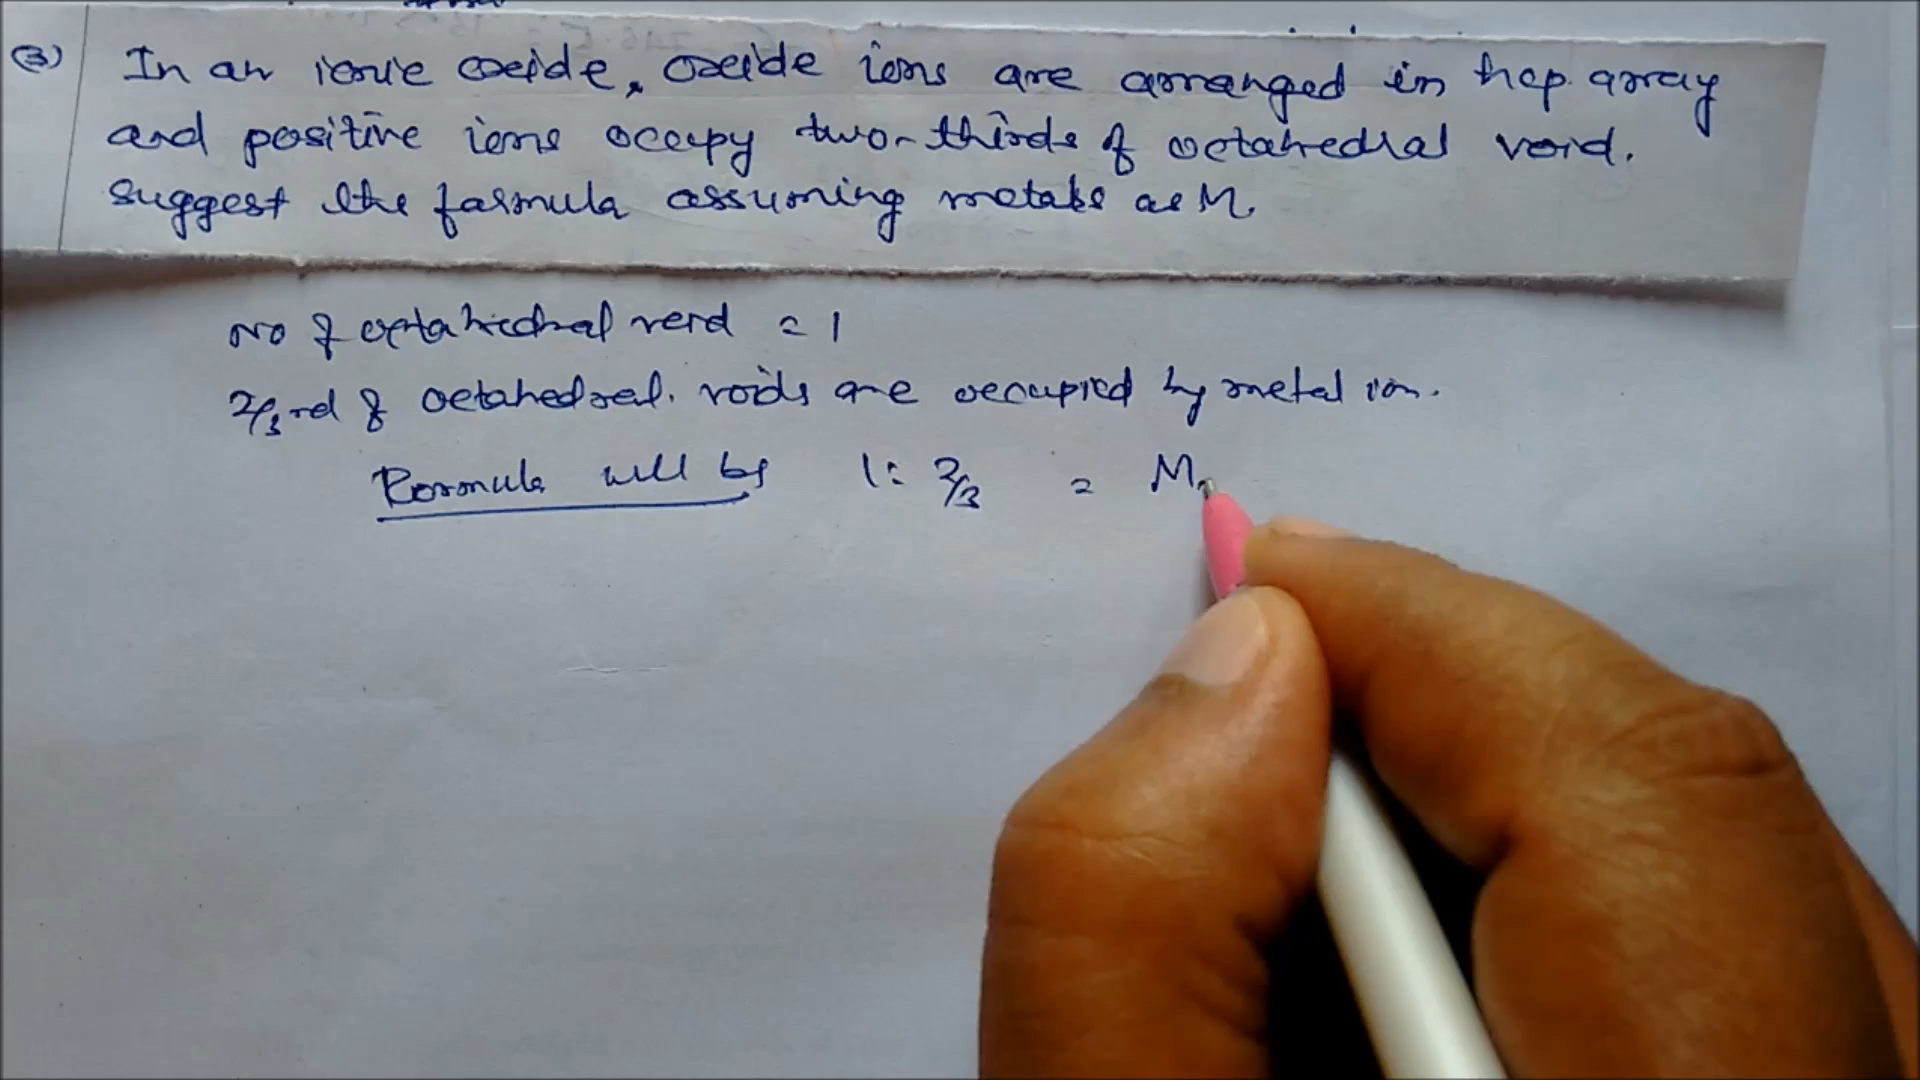 (3) In an ionic oxide, oxide ions are arranged in hcp. array
and positive ions occupy two-thirds of octahedral void.
Suggest the formula assuming metals as M.
No of octahedral void = 1
2/3 rd of octahedral. voids are occupied by metal ion.
Formula will be 1: 2/3 = M